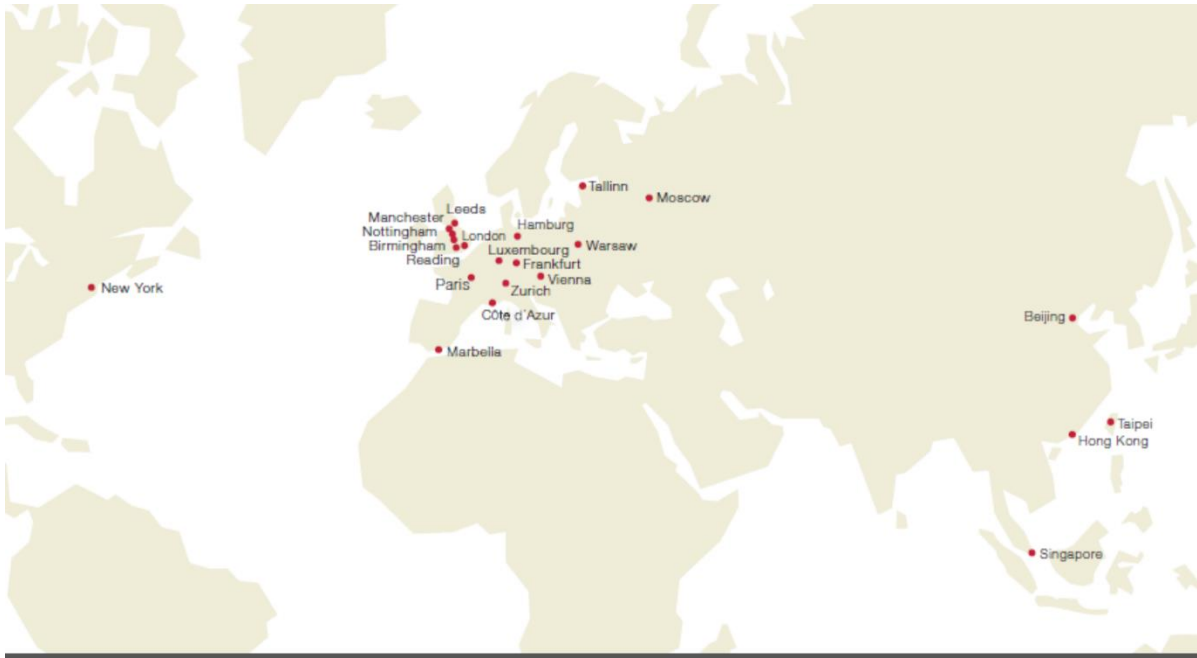 Tallinn
Moscow
Leeds
Manchester
Nottingham
London
Hamburg
Birmingham
Warsaw
Luxembourg
Reading
Frankfurt
Vienna
Paris
Zurich
New York
Côte d'Azur
Beijing
Marbella
Taipei
Hong Kong
Singapore